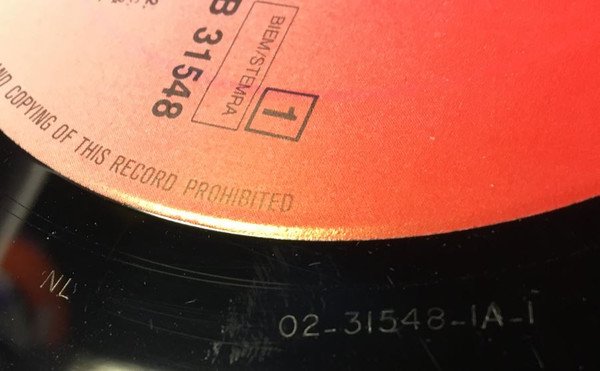 B 31548
BIEM/STEMRA
1
COPYING OF THIS RECORD PROHIBITED
NL
02-31548-1A-1